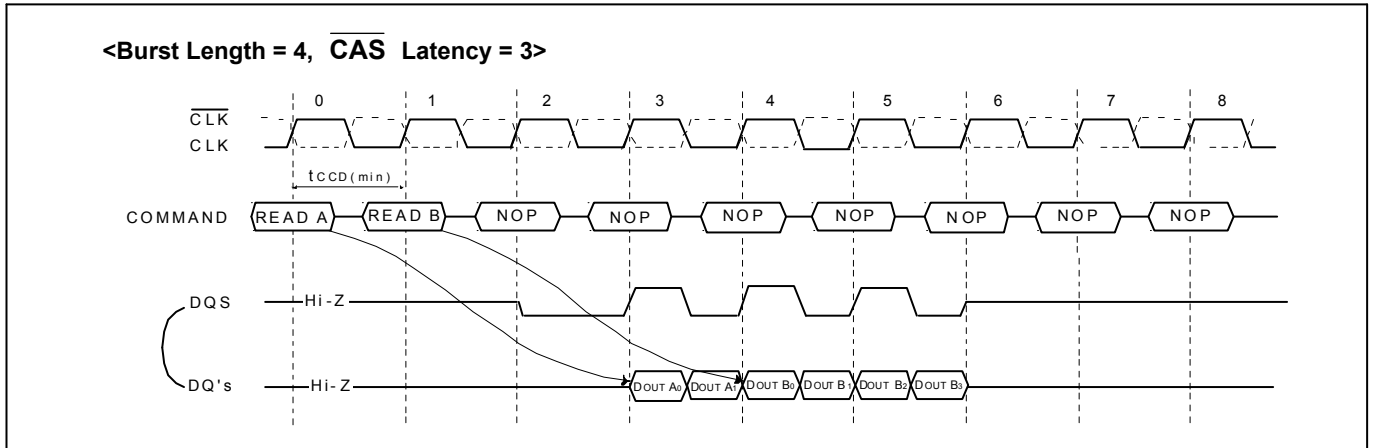 <Burst Length = 4, CAS Latency = 3>
0 1 2 3 4 5 6 7 8
CLK
CLK
tCCD(min)
COMMAND READ A READ B NOP NOP NOP NOP NOP NOP NOP
DQS Hi-Z
DQ's Hi-Z DOUT A0 DOUT A1 DOUT B0 DOUT B1 DOUT B2 DOUT B3